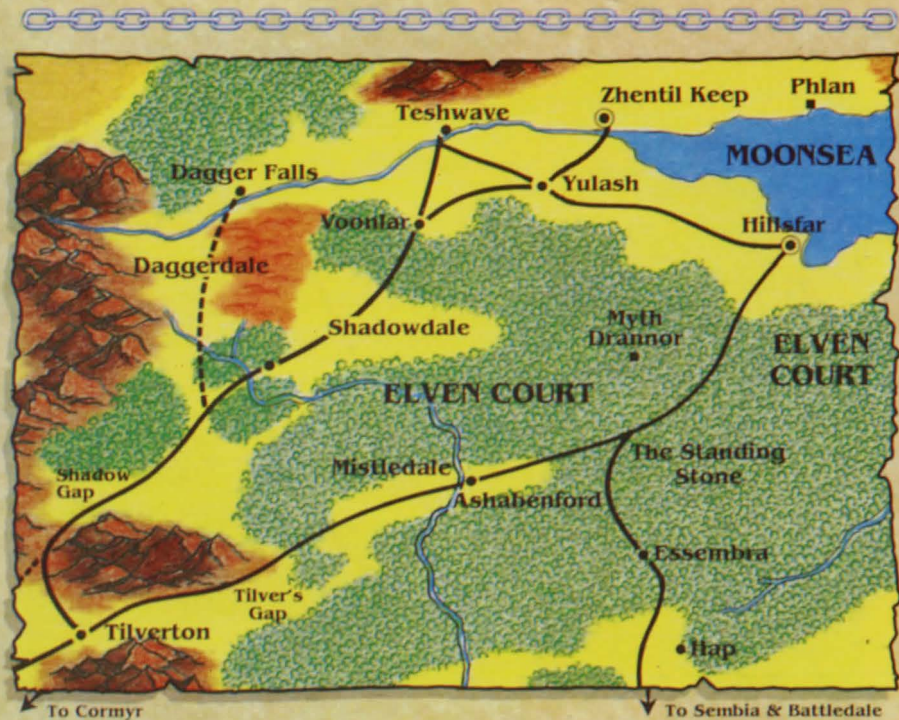 Zhentil Keep
Phlan
Teshwave
MOONSEA
Dagger Falls
Yulash
Voonlar
Hillsfar
Daggerdale
Shadowdale
Myth
Drannor
ELVEN
COURT
ELVEN COURT
The Standing
Stone
Mistledale
Shadow
Gap
Ashabenford
Essembra
Tilver's
Gap
Tilverton
Hap
To Cormyr
To Sembia & Battledale